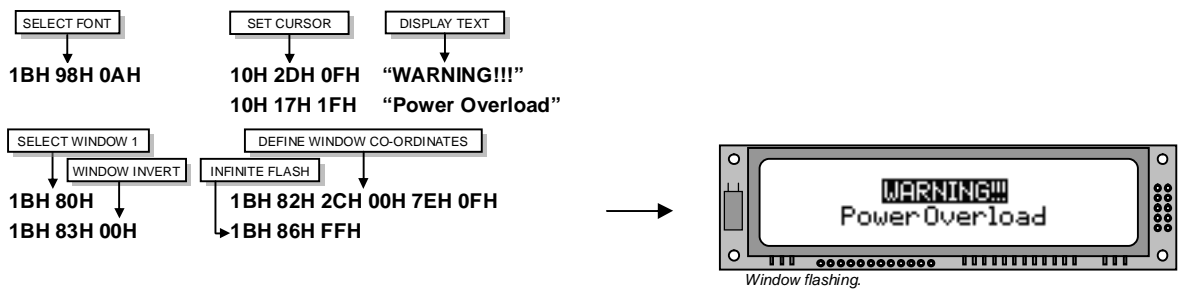 SELECT FONT SET CURSOR DISPLAY TEXT
1BH 98H 0AH 10H 2DH 0FH “WARNING!!!”
10H 17H 1FH “Power Overload”
SELECT WINDOW 1 DEFINE WINDOW CO-ORDINATES
WINDOW INVERT INFINITE FLASH
1BH 80H 1BH 82H 2CH 00H 7EH 0FH
1BH 83H 00H 1BH 86H FFH
WARNING!!!
Power Overload
Window flashing.